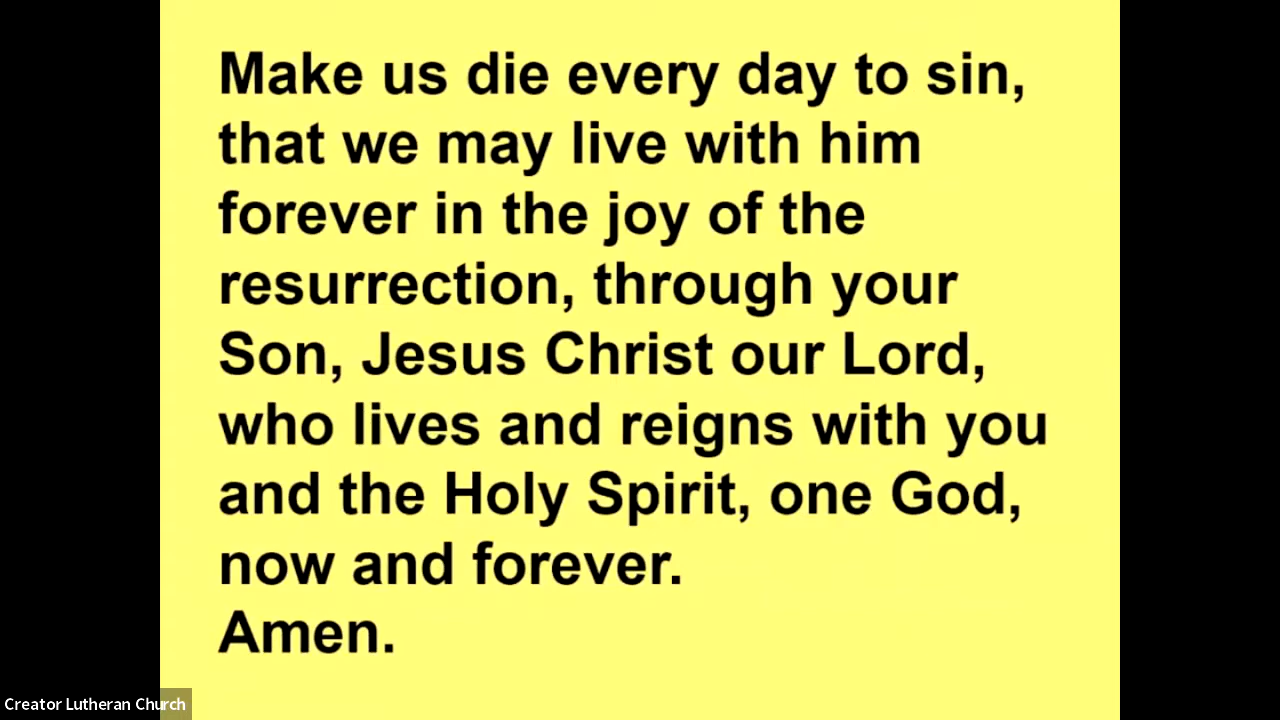 Make us die every day to sin,
that we may live with him
forever in the joy of the
resurrection, through your
Son, Jesus Christ our Lord,
who lives and reigns with you
and the Holy Spirit, one God,
now and forever.
Amen.
Creator Lutheran Church